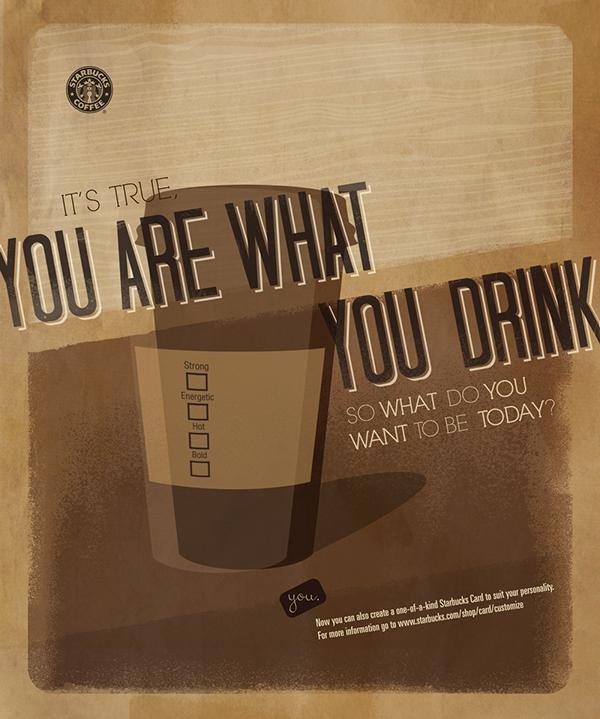 STARBUCKS
COFFEE
IT'S TRUE,
YOU ARE WHAT
YOU DRINK
SO WHAT DO YOU
WANT TO BE TODAY?
Strong
Energetic
Hot
Bold
you.
Now you can also create a one-of-a-kind Starbucks Card to suit your personality.
For more information go to www.starbucks.com/shop/card/customize